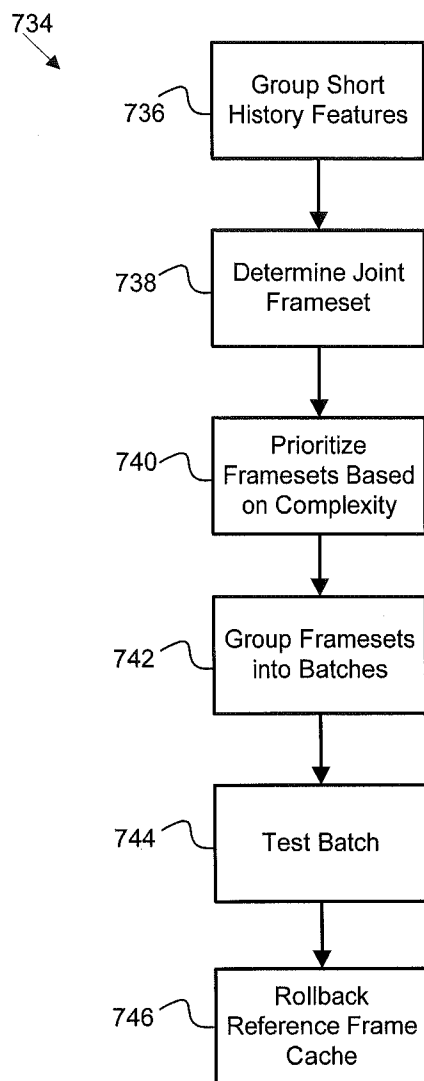 734
736
Group Short
History Features
738
Determine Joint
Frameset
740
Prioritize
Framesets Based
on Complexity
742
Group Framesets
into Batches
744
Test Batch
746
Rollback
Reference Frame
Cache